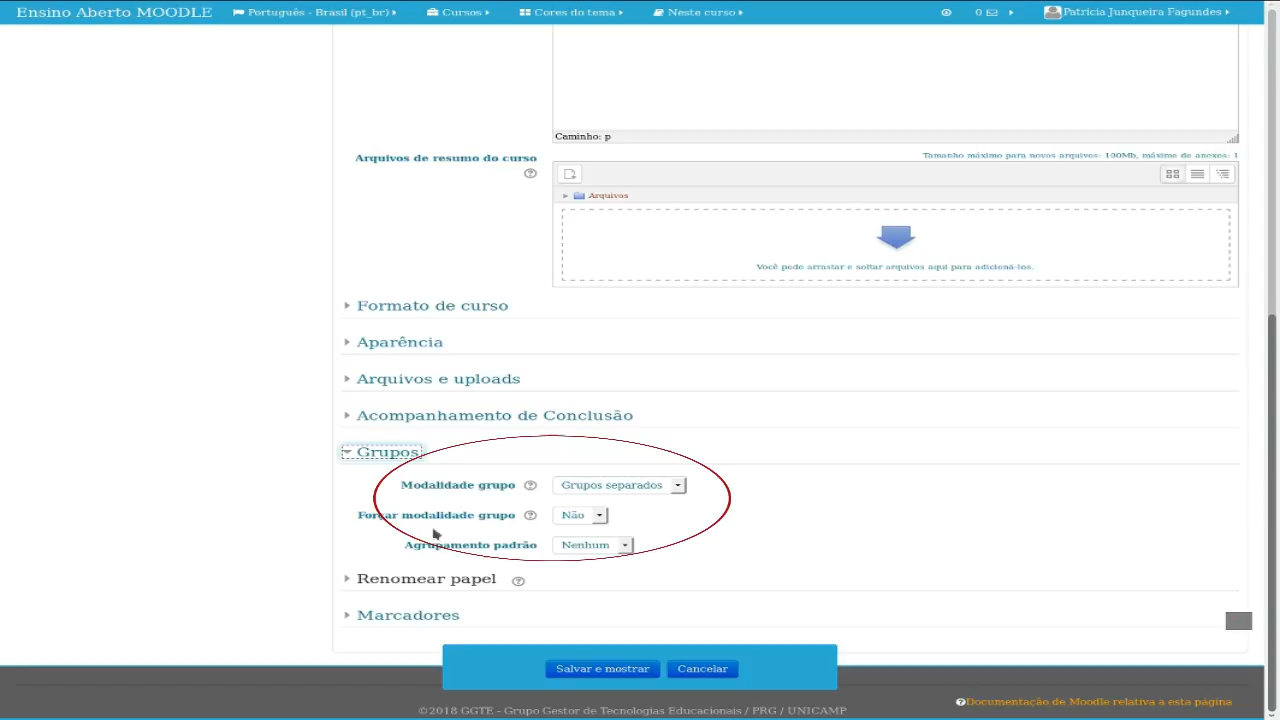 Ensino Aberto MOODLE Português - Brasil (pt_br) Cursos Cores do tema Neste curso 0 Patricia Junqueira Fagundes
Caminho: p
Arquivos de resumo do curso
Tamanho máximo para novos arquivos: 100Mb, máximo de anexos: 1
Arquivos
Você pode arrastar e soltar arquivos aqui para adicioná-los.
Formato de curso
Aparência
Arquivos e uploads
Acompanhamento de Conclusão
Grupos
Modalidade grupo Grupos separados
Forçar modalidade grupo Não
Agrupamento padrão Nenhum
Renomear papel
Marcadores
Salvar e mostrar Cancelar
Documentação de Moodle relativa a esta página
©2018 GGTE - Grupo Gestor de Tecnologias Educacionais / PRG / UNICAMP